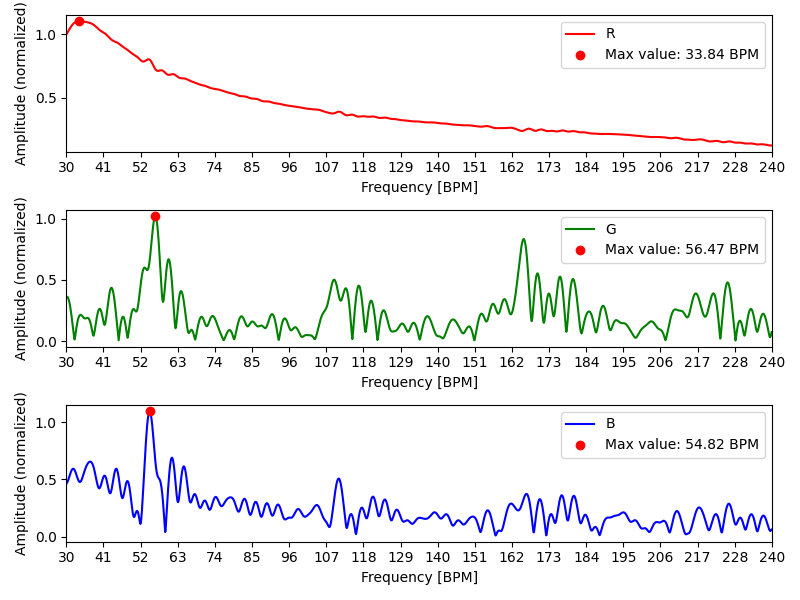 Amplitude (normalized)
1.0
0.5
R
Max value: 33.84 BPM
30 41 52 63 74 85 96 107 118 129 140 151 162 173 184 195 206 217 228 240
Frequency [BPM]
Amplitude (normalized)
1.0
0.5
0.0
G
Max value: 56.47 BPM
30 41 52 63 74 85 96 107 118 129 140 151 162 173 184 195 206 217 228 240
Frequency [BPM]
Amplitude (normalized)
1.0
0.5
0.0
B
Max value: 54.82 BPM
30 41 52 63 74 85 96 107 118 129 140 151 162 173 184 195 206 217 228 240
Frequency [BPM]